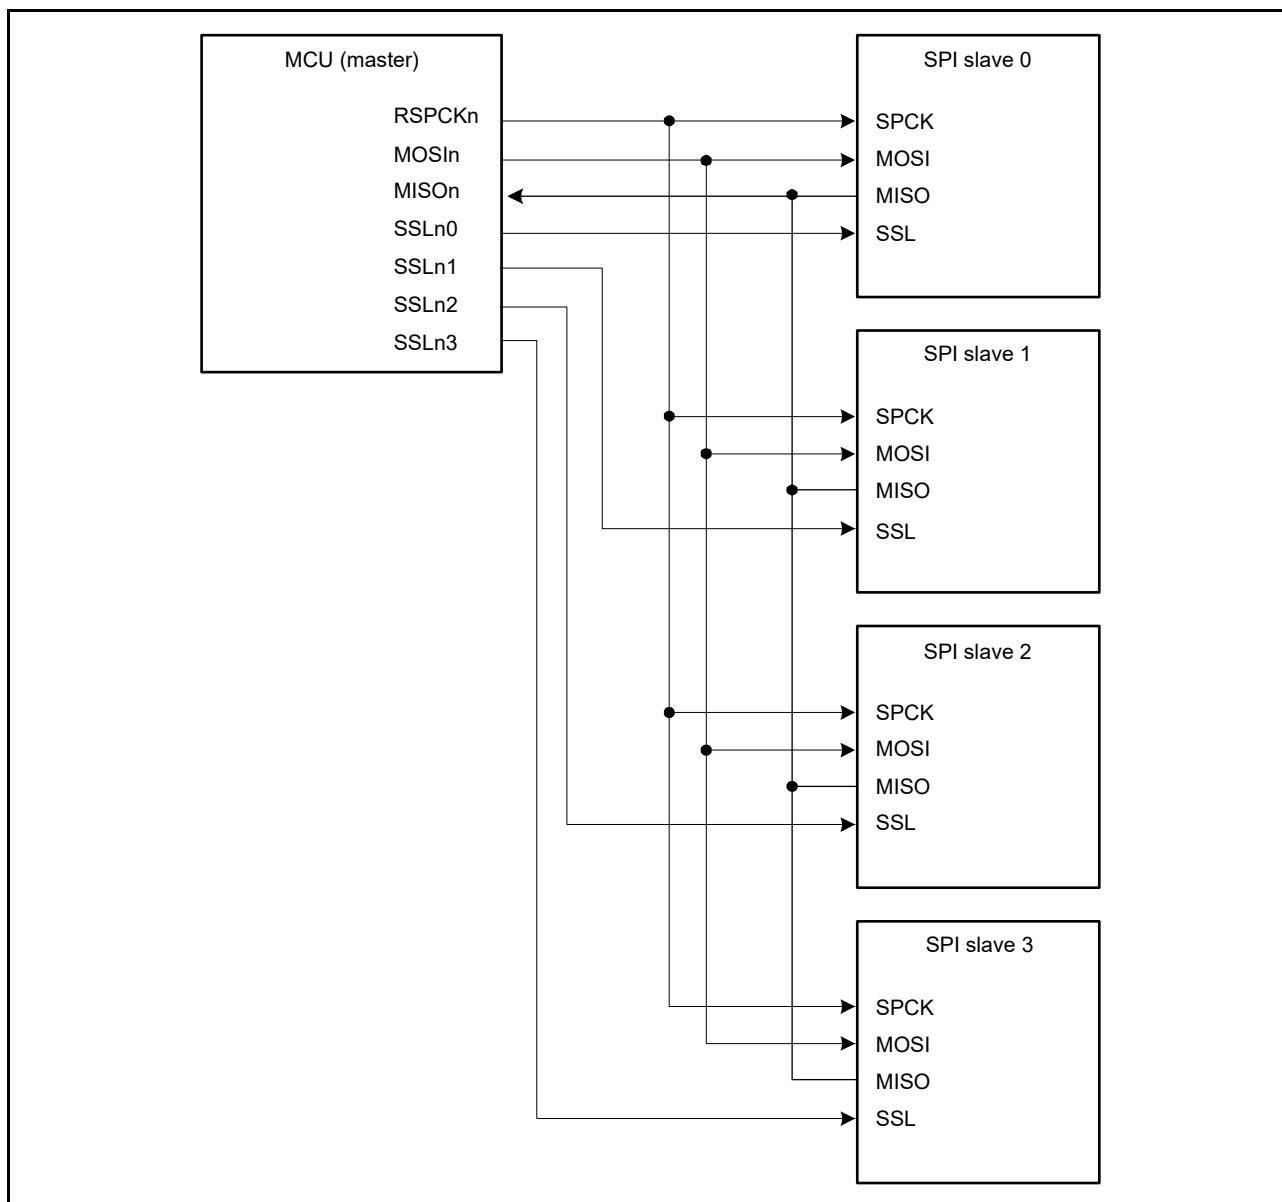 MCU (master)
RSPCKn
MOSIn
MISOn
SSLn0
SSLn1
SSLn2
SSLn3
SPI slave 0
SPCK
MOSI
MISO
SSL
SPI slave 1
SPCK
MOSI
MISO
SSL
SPI slave 2
SPCK
MOSI
MISO
SSL
SPI slave 3
SPCK
MOSI
MISO
SSL